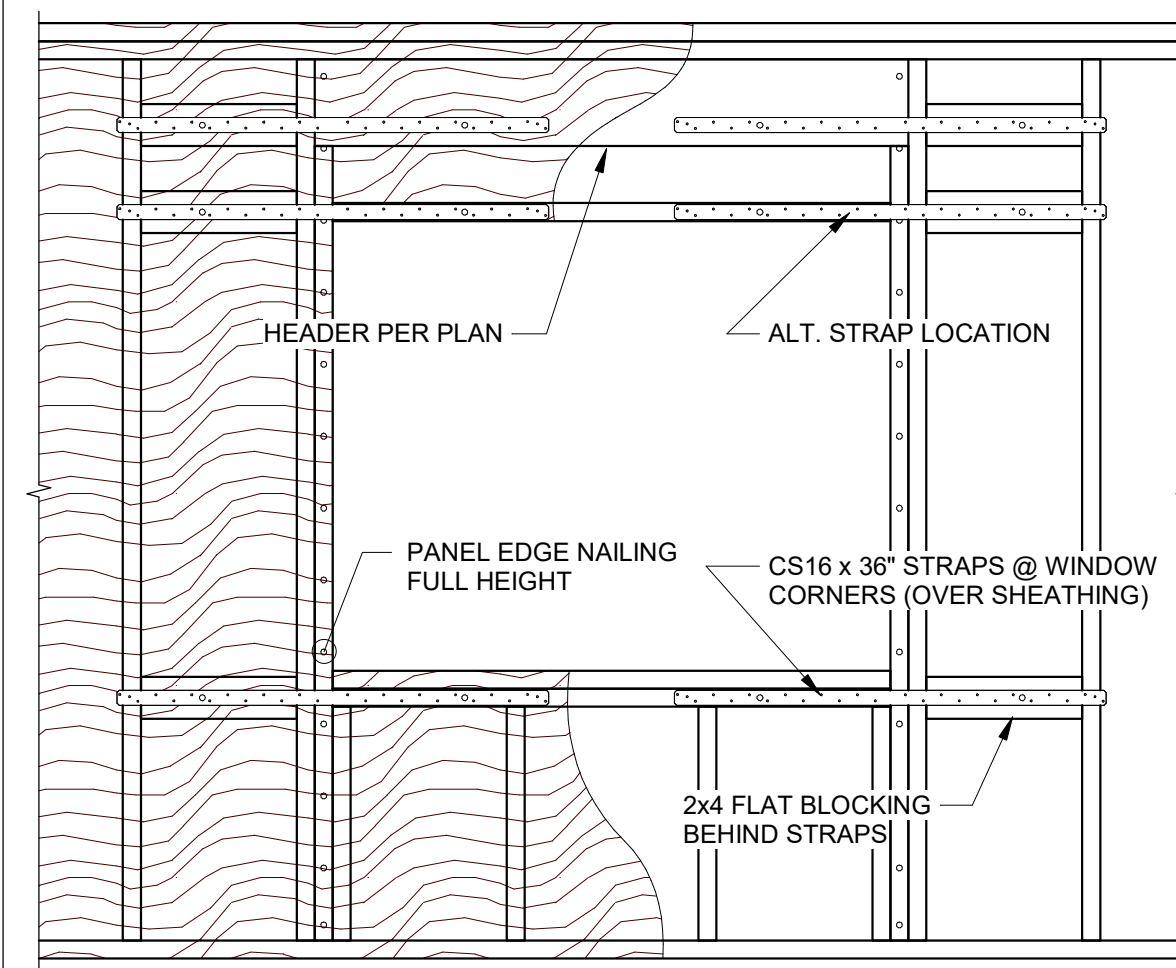 HEADER PER PLAN
ALT. STRAP LOCATION
PANEL EDGE NAILING
FULL HEIGHT
CS16 x 36" STRAPS @ WINDOW
CORNERS (OVER SHEATHING)
2x4 FLAT BLOCKING
BEHIND STRAPS